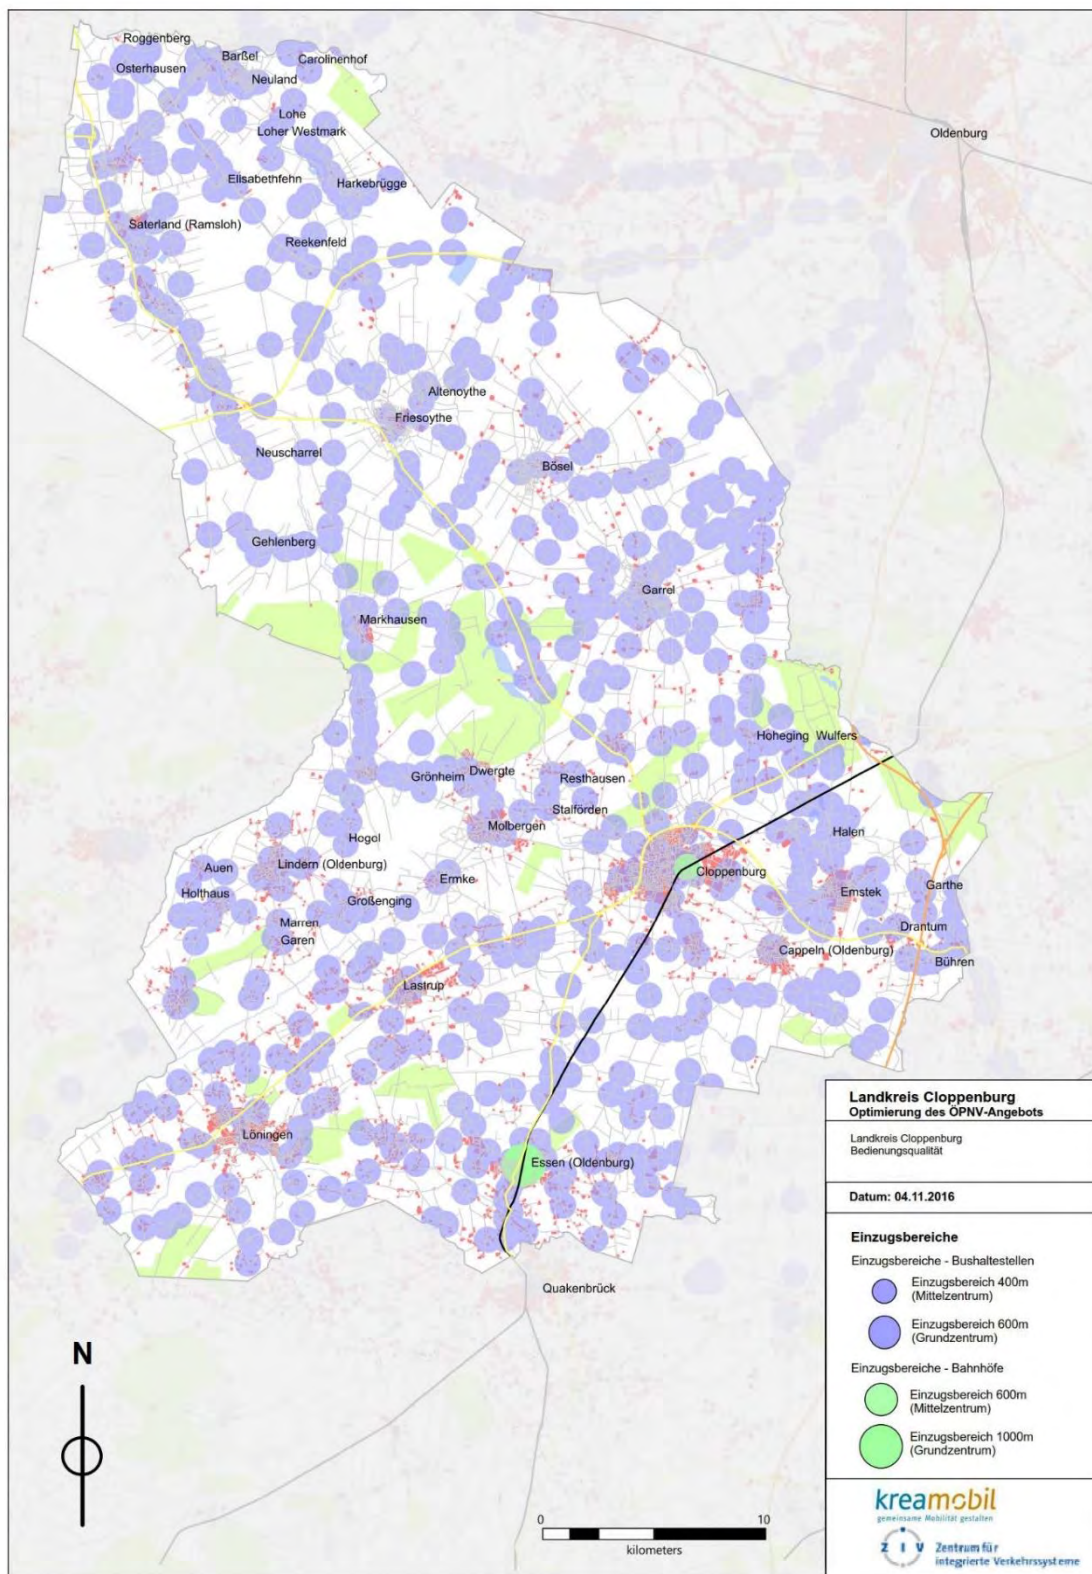 Roggenberg
Barßel
Carolinenhof
Osterhausen
Neuland
Lohe
Loher Westmark
Oldenburg
Elisabethfehn
Harkebrügge
Saterland (Ramsloh)
Reekenfeld
Altenoythe
Friesoythe
Neuscharrel
Bösel
Gehlenberg
Garrel
Markhausen
Hoheging
Wulfers
Grönheim
Dwergte
Resthausen
Stalförden
Molbergen
Hogol
Halen
Auen
Lindern (Oldenburg)
Cloppenburg
Ermke
Holthaus
Großenging
Emstek
Garthe
Marren
Garen
Drantum
Cappeln (Oldenburg)
Bühren
Lastrup
Löningen
Essen (Oldenburg)
Quakenbrück
N
0 10
kilometers
Landkreis Cloppenburg
Optimierung des ÖPNV-Angebots
Landkreis Cloppenburg
Bedienungsqualität
Datum: 04.11.2016
Einzugsbereiche
Einzugsbereiche - Bushaltestellen
Einzugsbereich 400m
(Mittelzentrum)
Einzugsbereich 600m
(Grundzentrum)
Einzugsbereiche - Bahnhöfe
Einzugsbereich 600m
(Mittelzentrum)
Einzugsbereich 1000m
(Grundzentrum)
kreamobil
gemeinsame Mobilität gestalten
Z I V Zentrum für
integrierte Verkehrssysteme